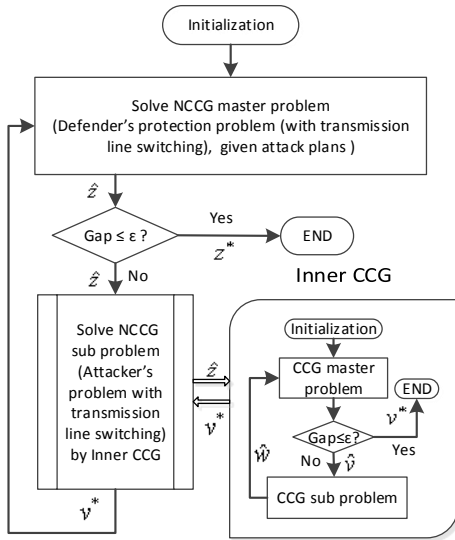 Initialization
Solve NCCG master problem
(Defender's protection problem (with transmission
line switching), given attack plans )
ẑ
Gap ≤ ε ?
Yes
z*
END
ẑ
No
Solve NCCG
sub problem
(Attacker's
problem with
transmission
line switching)
by Inner CCG
ẑ
v*
v*
Inner CCG
Initialization
CCG master
problem
END
v*
Gap≤ε?
Yes
No
v̂
ŵ
CCG sub problem